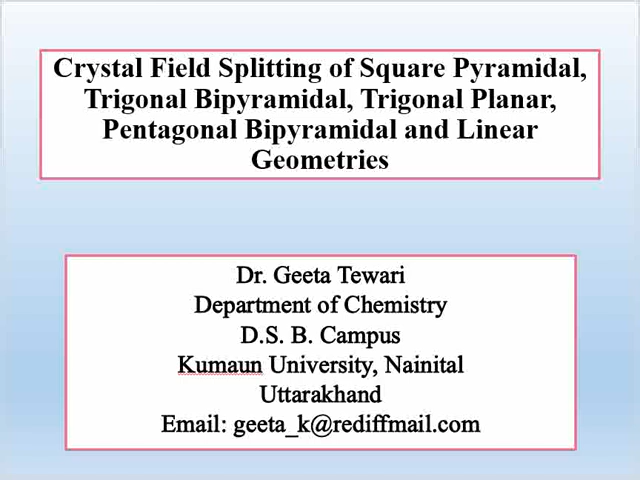 Crystal Field Splitting of Square Pyramidal,
Trigonal Bipyramidal, Trigonal Planar,
Pentagonal Bipyramidal and Linear
Geometries
Dr. Geeta Tewari
Department of Chemistry
D.S. B. Campus
Kumaun University, Nainital
Uttarakhand
Email: geeta_k@rediffmail.com